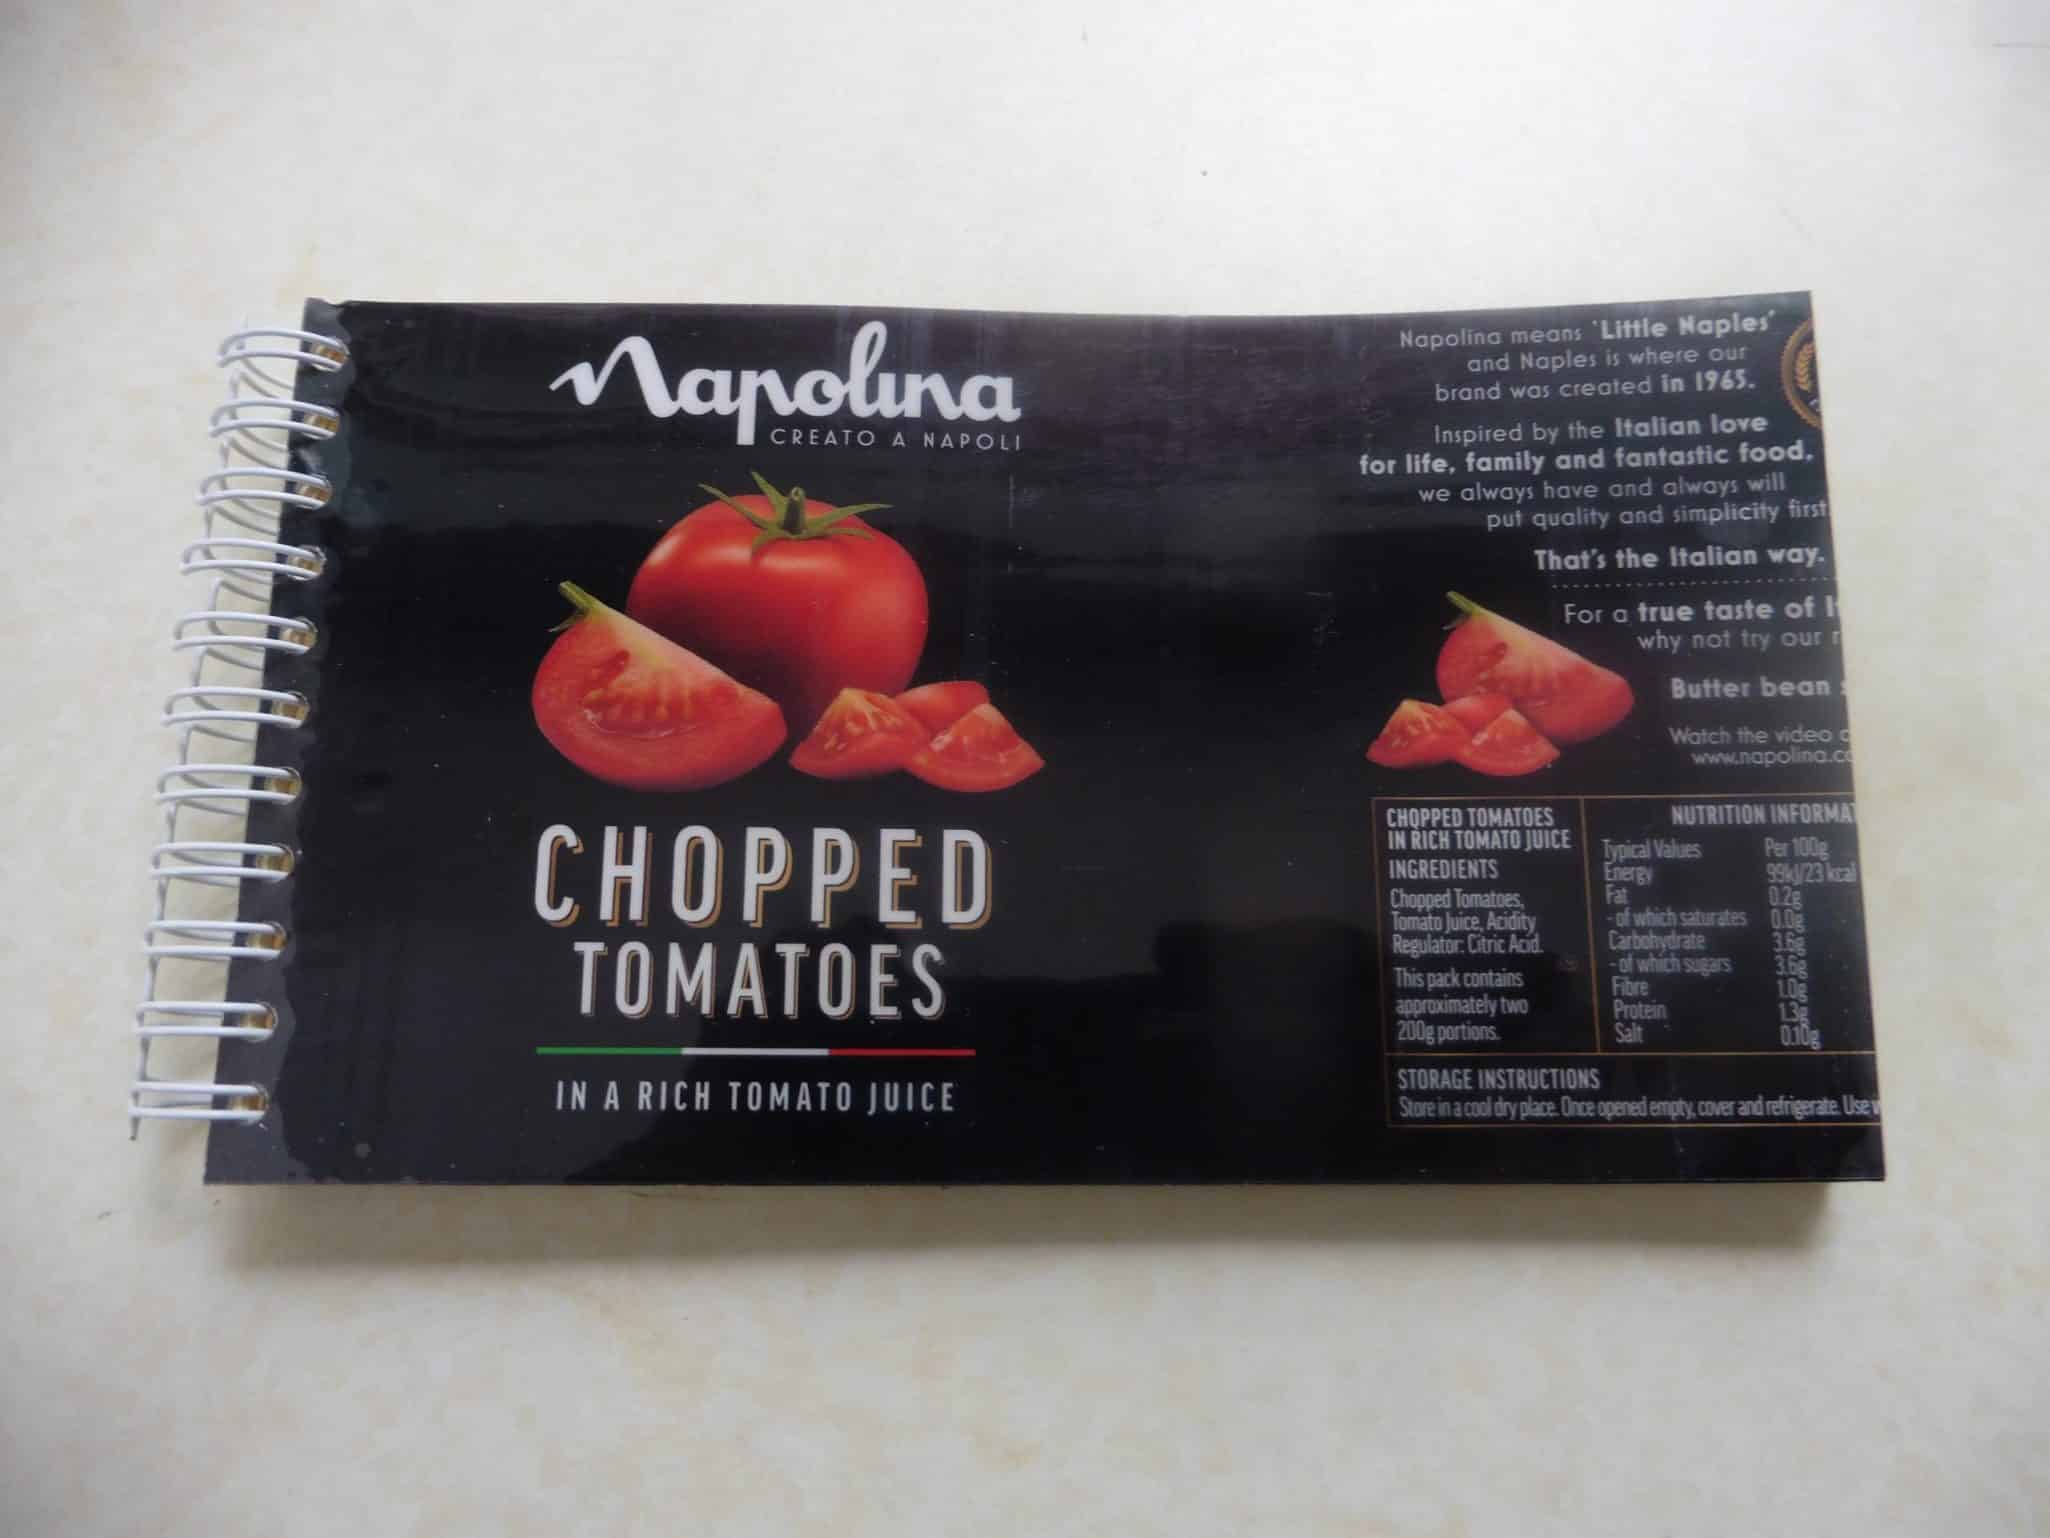 Napolina
CREATO A NAPOLI
CHOPPED
TOMATOES
IN A RICH TOMATO JUICE
Napolina means 'Little Naples'
and Naples is where our
brand was created in 1965.
Inspired by the Italian love
for life, family and fantastic food,
we always have and always will
put quality and simplicity first
That's the Italian way.
For a true taste of It
why not try our r
Butter bean s
Watch the video o
www.napolina.co
CHOPPED TOMATOES
IN RICH TOMATO JUICE
INGREDIENTS
Chopped Tomatoes,
Tomato Juice, Acidity
Regulator: Citric Acid.
This pack contains
approximately two
200g portions.
NUTRITION INFORMAT
Typical Values Per 100g
Energy 99kJ/23 kcal
Fat 0.2g
- of which saturates 0.0g
Carbohydrate 3.6g
- of which sugars 3.6g
Fibre 1.0g
Protein 1.3g
Salt 0.10g
STORAGE INSTRUCTIONS
Store in a cool dry place. Once opened empty, cover and refrigerate. Use w